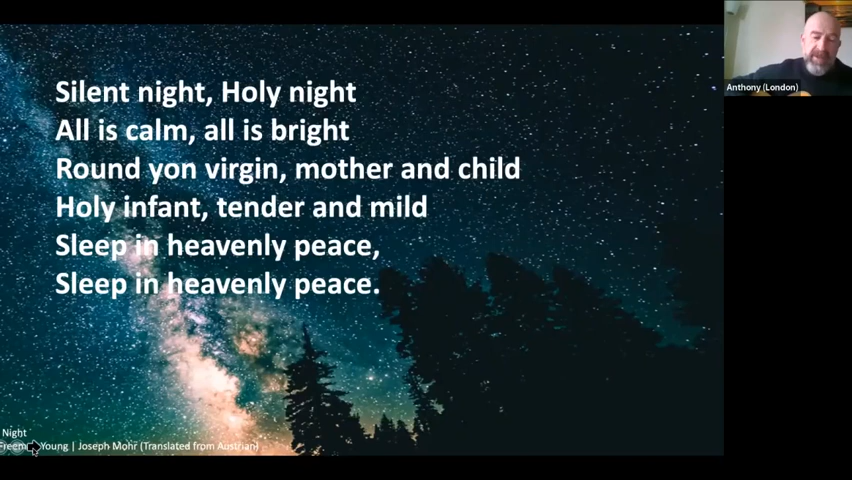 Silent night, Holy night
All is calm, all is bright
Round yon virgin, mother and child
Holy infant, tender and mild
Sleep in heavenly peace,
Sleep in heavenly peace.
Anthony (London)
Night
Young | Joseph Mohr (Translated from Austrian)